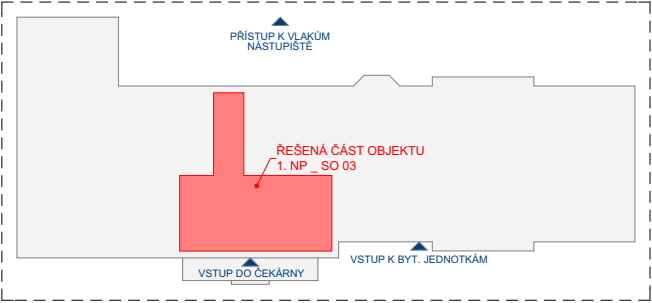 PŘÍSTUP K VLAKŮM
NÁSTUPIŠTĚ
ŘEŠENÁ ČÁST OBJEKTU
1. NP _ SO 03
VSTUP K BYT. JEDNOTKÁM
VSTUP DO ČEKÁRNY